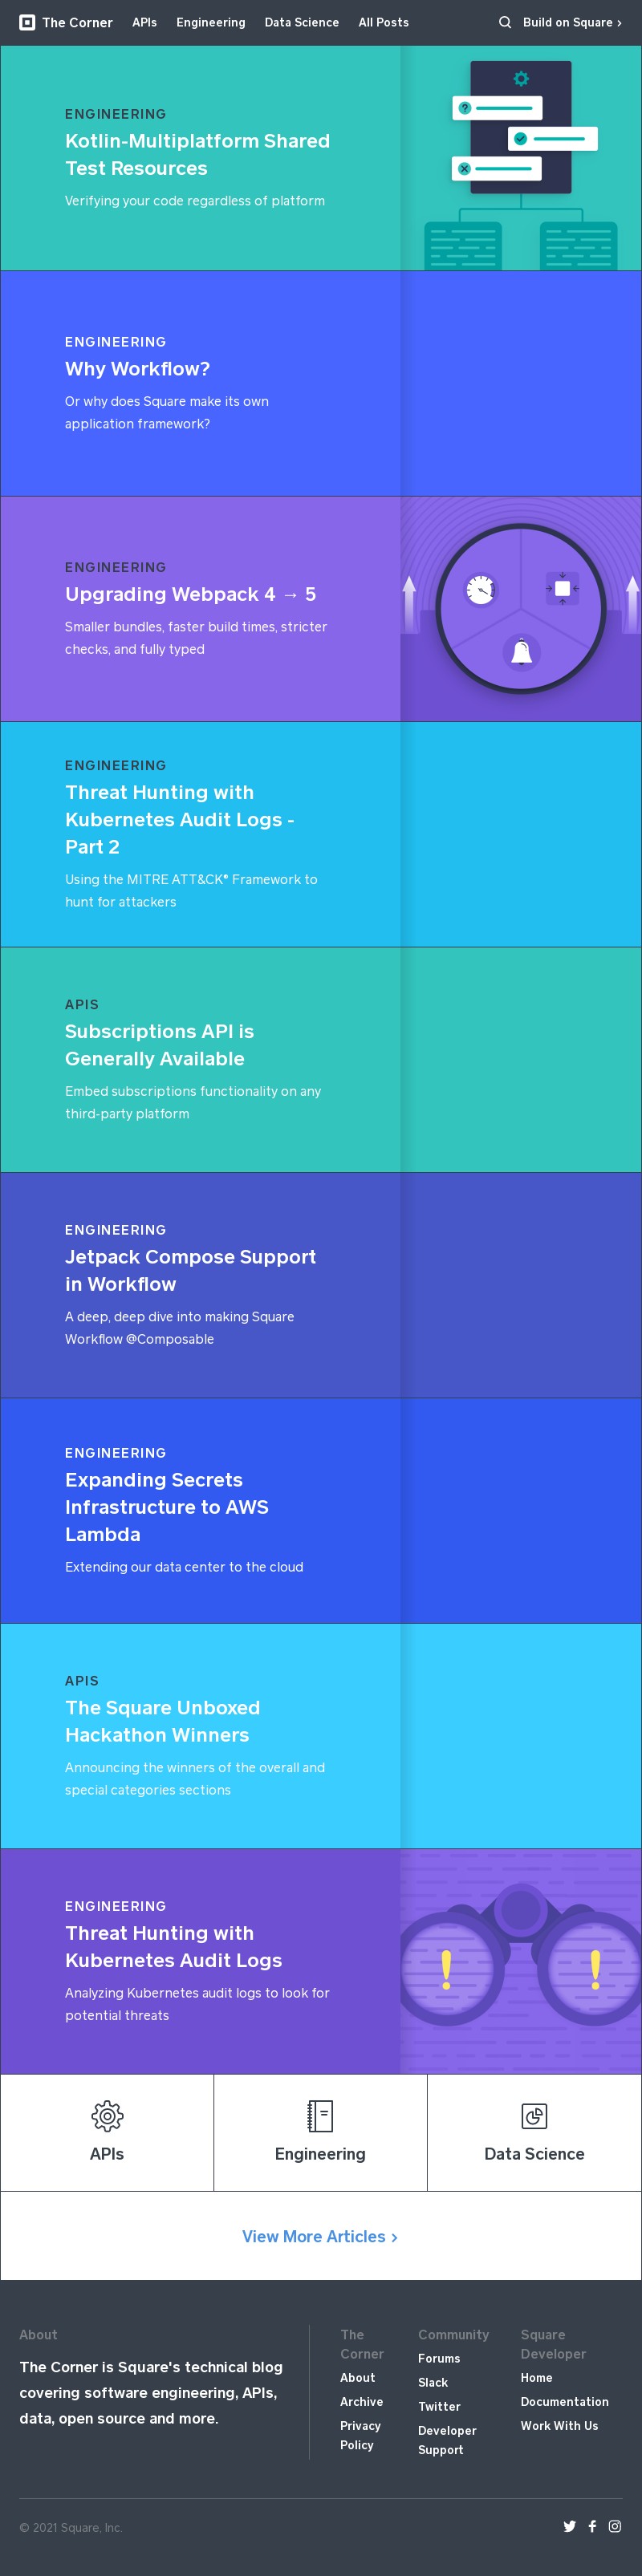 The Corner APIs Engineering Data Science All Posts Build on Square ›
ENGINEERING
Kotlin-Multiplatform Shared
Test Resources
Verifying your code regardless of platform
ENGINEERING
Why Workflow?
Or why does Square make its own
application framework?
ENGINEERING
Upgrading Webpack 4 → 5
Smaller bundles, faster build times, stricter
checks, and fully typed
ENGINEERING
Threat Hunting with
Kubernetes Audit Logs -
Part 2
Using the MITRE ATT&CK® Framework to
hunt for attackers
APIS
Subscriptions API is
Generally Available
Embed subscriptions functionality on any
third-party platform
ENGINEERING
Jetpack Compose Support
in Workflow
A deep, deep dive into making Square
Workflow @Composable
ENGINEERING
Expanding Secrets
Infrastructure to AWS
Lambda
Extending our data center to the cloud
APIS
The Square Unboxed
Hackathon Winners
Announcing the winners of the overall and
special categories sections
ENGINEERING
Threat Hunting with
Kubernetes Audit Logs
Analyzing Kubernetes audit logs to look for
potential threats
APIs
Engineering
Data Science
View More Articles ›
About
The Corner is Square's technical blog
covering software engineering, APIs,
data, open source and more.
The
Corner
About
Archive
Privacy
Policy
Community
Forums
Slack
Twitter
Developer
Support
Square
Developer
Home
Documentation
Work With Us
© 2021 Square, Inc.